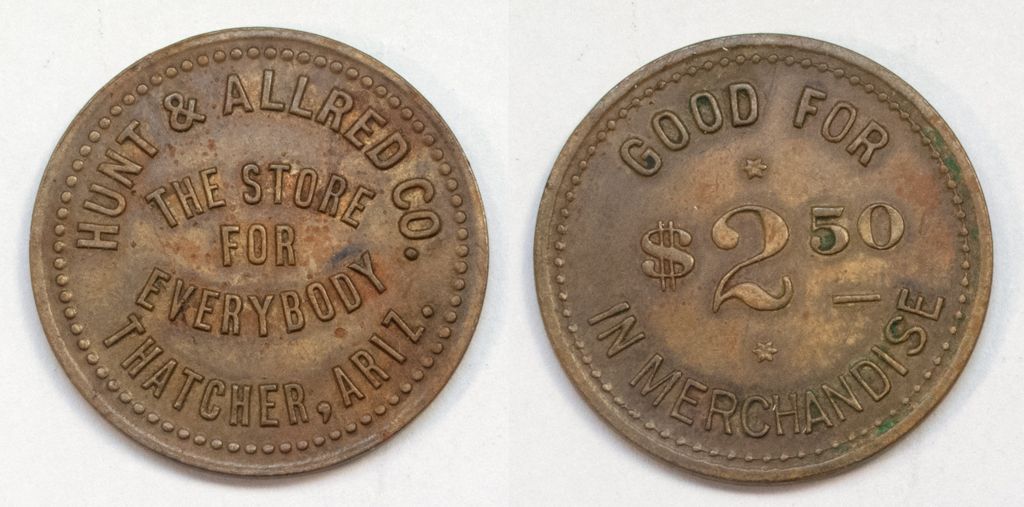 HUNT & ALLRED CO.
THE STORE
FOR
EVERYBODY
THATCHER, ARIZ.
GOOD FOR
$2 50
IN MERCHANDISE